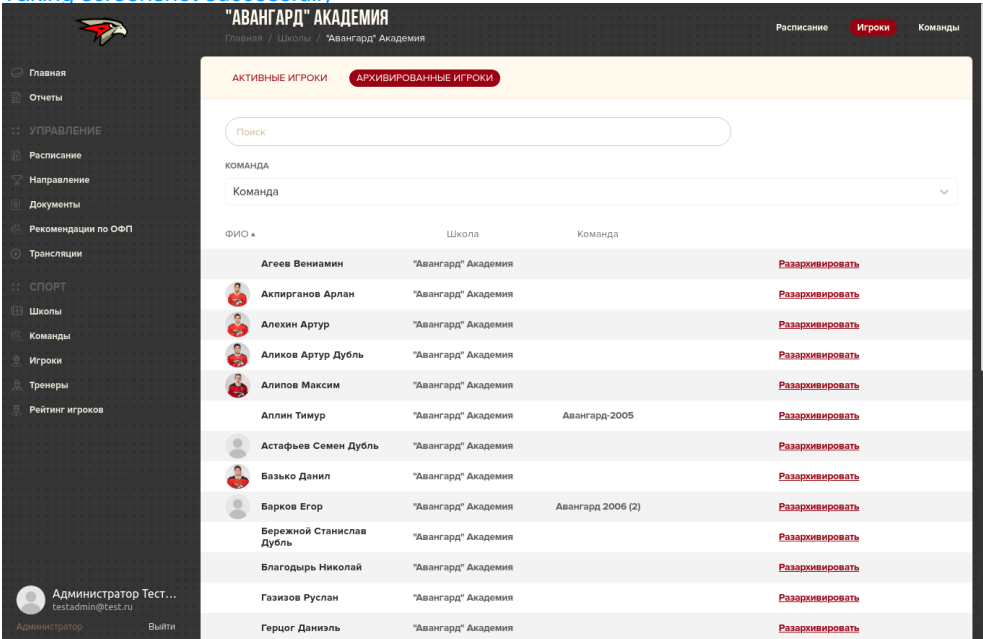 "АВАНГАРД" АКАДЕМИЯ
Главная / Школы / "Авангард" Академия
Расписание Игроки Команды
Главная
Отчеты
УПРАВЛЕНИЕ
Расписание
Направление
Документы
Рекомендации по ОФП
Трансляции
СПОРТ
Школы
Команды
Игроки
Тренеры
Рейтинг игроков
Администратор Тест...
testadmin@test.ru
Администратор Выйти
АКТИВНЫЕ ИГРОКИ АРХИВИРОВАННЫЕ ИГРОКИ
Поиск
КОМАНДА
Команда
ФИО Школа Команда
Агеев Вениамин "Авангард" Академия Разархивировать
Акпирганов Арлан "Авангард" Академия Разархивировать
Алехин Артур "Авангард" Академия Разархивировать
Аликов Артур Дубль "Авангард" Академия Разархивировать
Алипов Максим "Авангард" Академия Разархивировать
Аплин Тимур "Авангард" Академия Авангард-2005 Разархивировать
Астафьев Семен Дубль "Авангард" Академия Разархивировать
Базько Данил "Авангард" Академия Разархивировать
Барков Егор "Авангард" Академия Авангард 2006 (2) Разархивировать
Бережной Станислав
Дубль "Авангард" Академия Разархивировать
Благодырь Николай "Авангард" Академия Разархивировать
Газизов Руслан "Авангард" Академия Разархивировать
Герцог Даниэль "Авангард" Академия Разархивировать